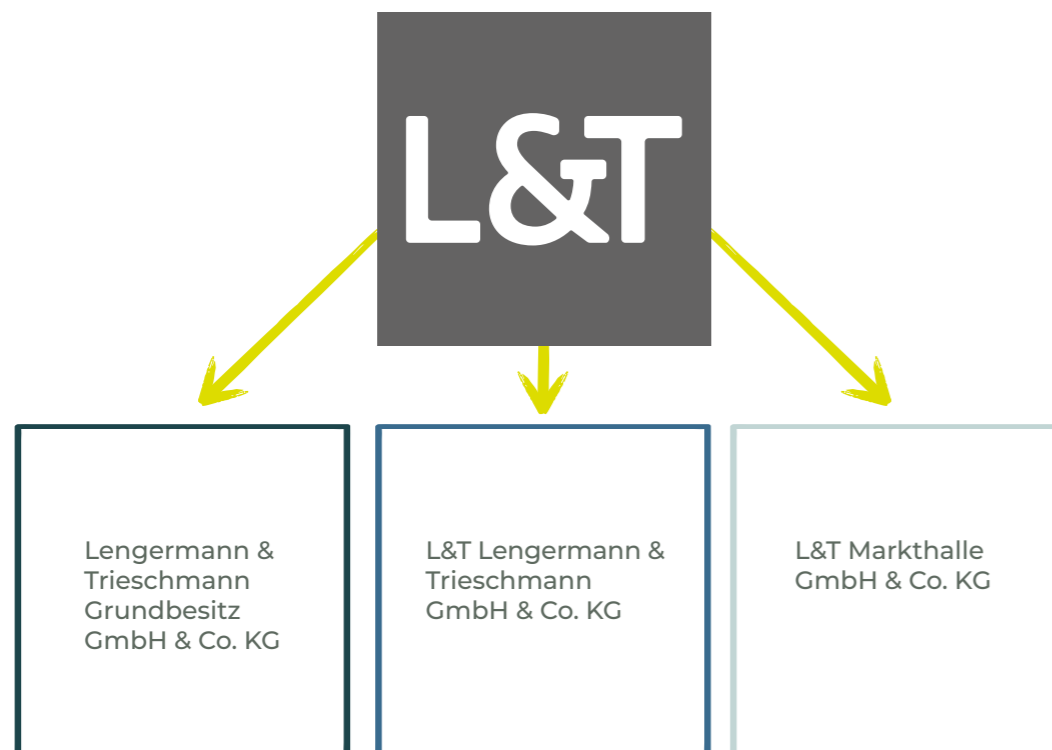 L&T
Lengermann &
Trieschmann
Grundbesitz
GmbH & Co. KG
L&T Lengermann &
Trieschmann
GmbH & Co. KG
L&T Markthalle
GmbH & Co. KG